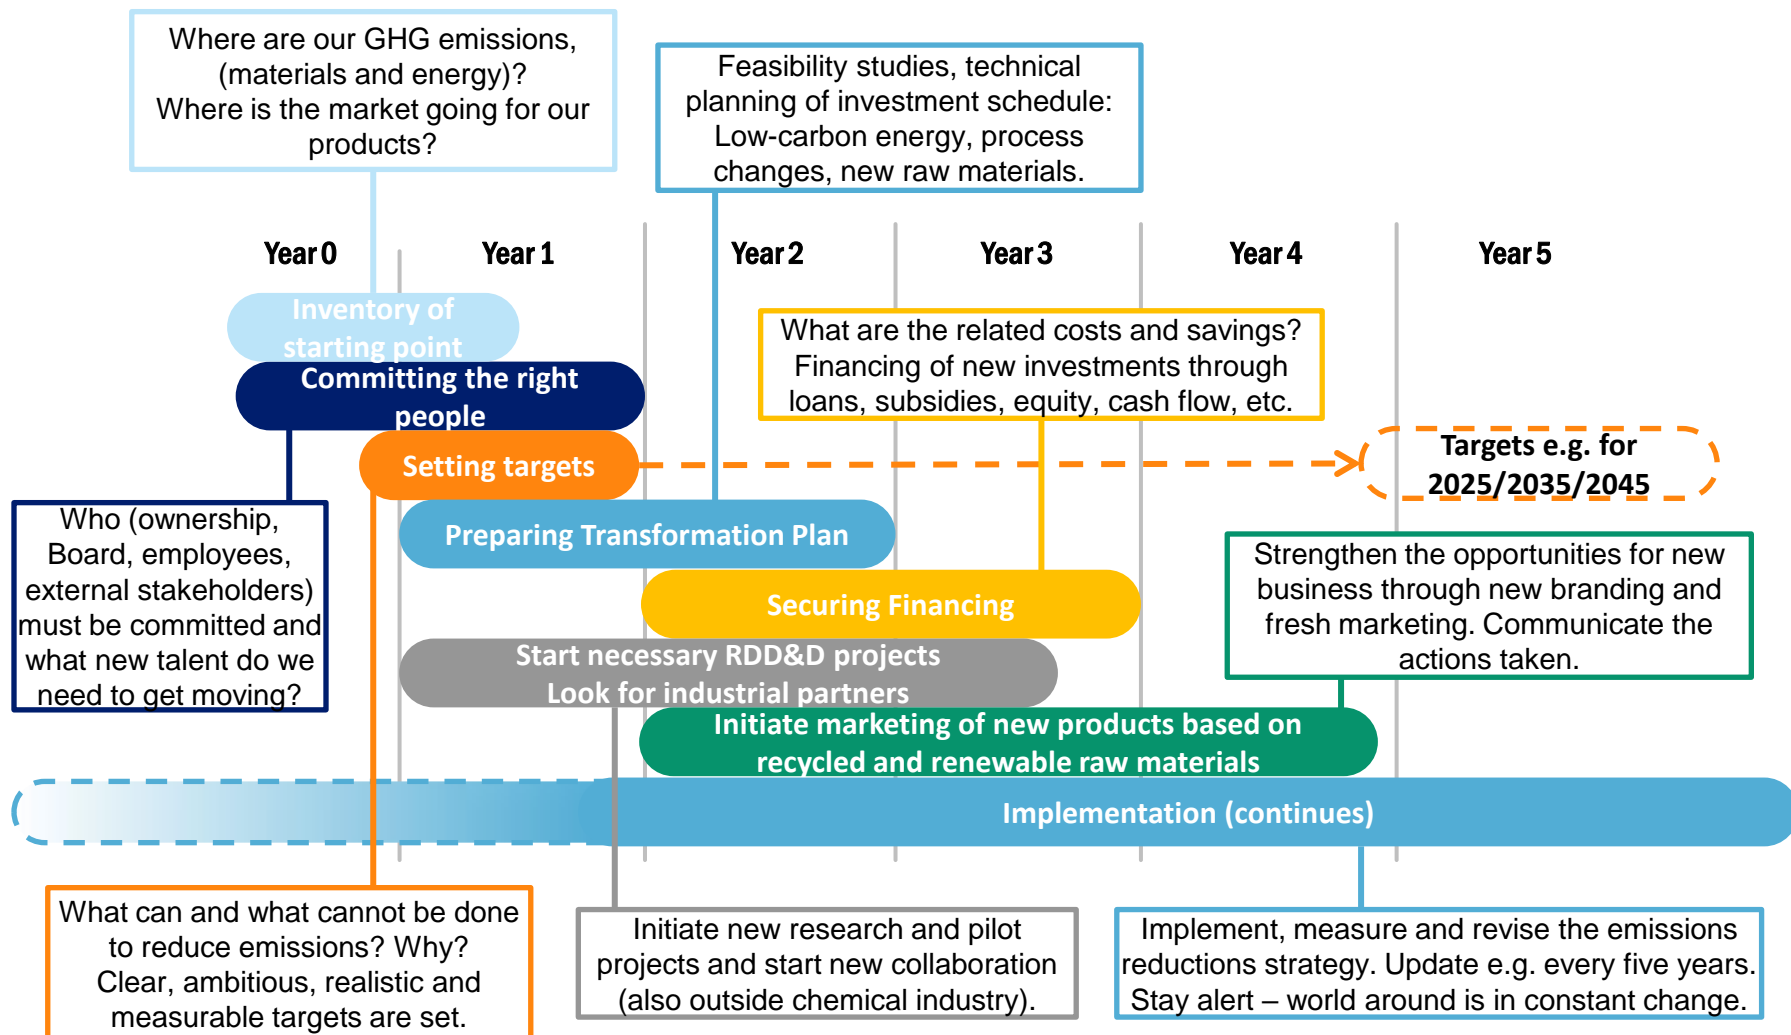 Where are our GHG emissions,
(materials and energy)?
Where is the market going for our
products?
Feasibility studies, technical
planning of investment schedule:
Low-carbon energy, process
changes, new raw materials.
Year 0
Year 1
Year 2
Year 3
Year 4
Year 5
Inventory of
starting point
What are the related costs and savings?
Financing of new investments through
loans, subsidies, equity, cash flow, etc.
Committing the right
people
Setting targets
Targets e.g. for
2025/2035/2045
Who (ownership,
Board, employees,
external stakeholders)
must be committed and
what new talent do we
need to get moving?
Preparing Transformation Plan
Strengthen the opportunities for new
business through new branding and
fresh marketing. Communicate the
actions taken.
Securing Financing
Start necessary RDD&D projects
Look for industrial partners
Initiate marketing of new products based on
recycled and renewable raw materials
Implementation (continues)
What can and what cannot be done
to reduce emissions? Why?
Clear, ambitious, realistic and
measurable targets are set.
Initiate new research and pilot
projects and start new collaboration
(also outside chemical industry).
Implement, measure and revise the emissions
reductions strategy. Update e.g. every five years.
Stay alert – world around is in constant change.